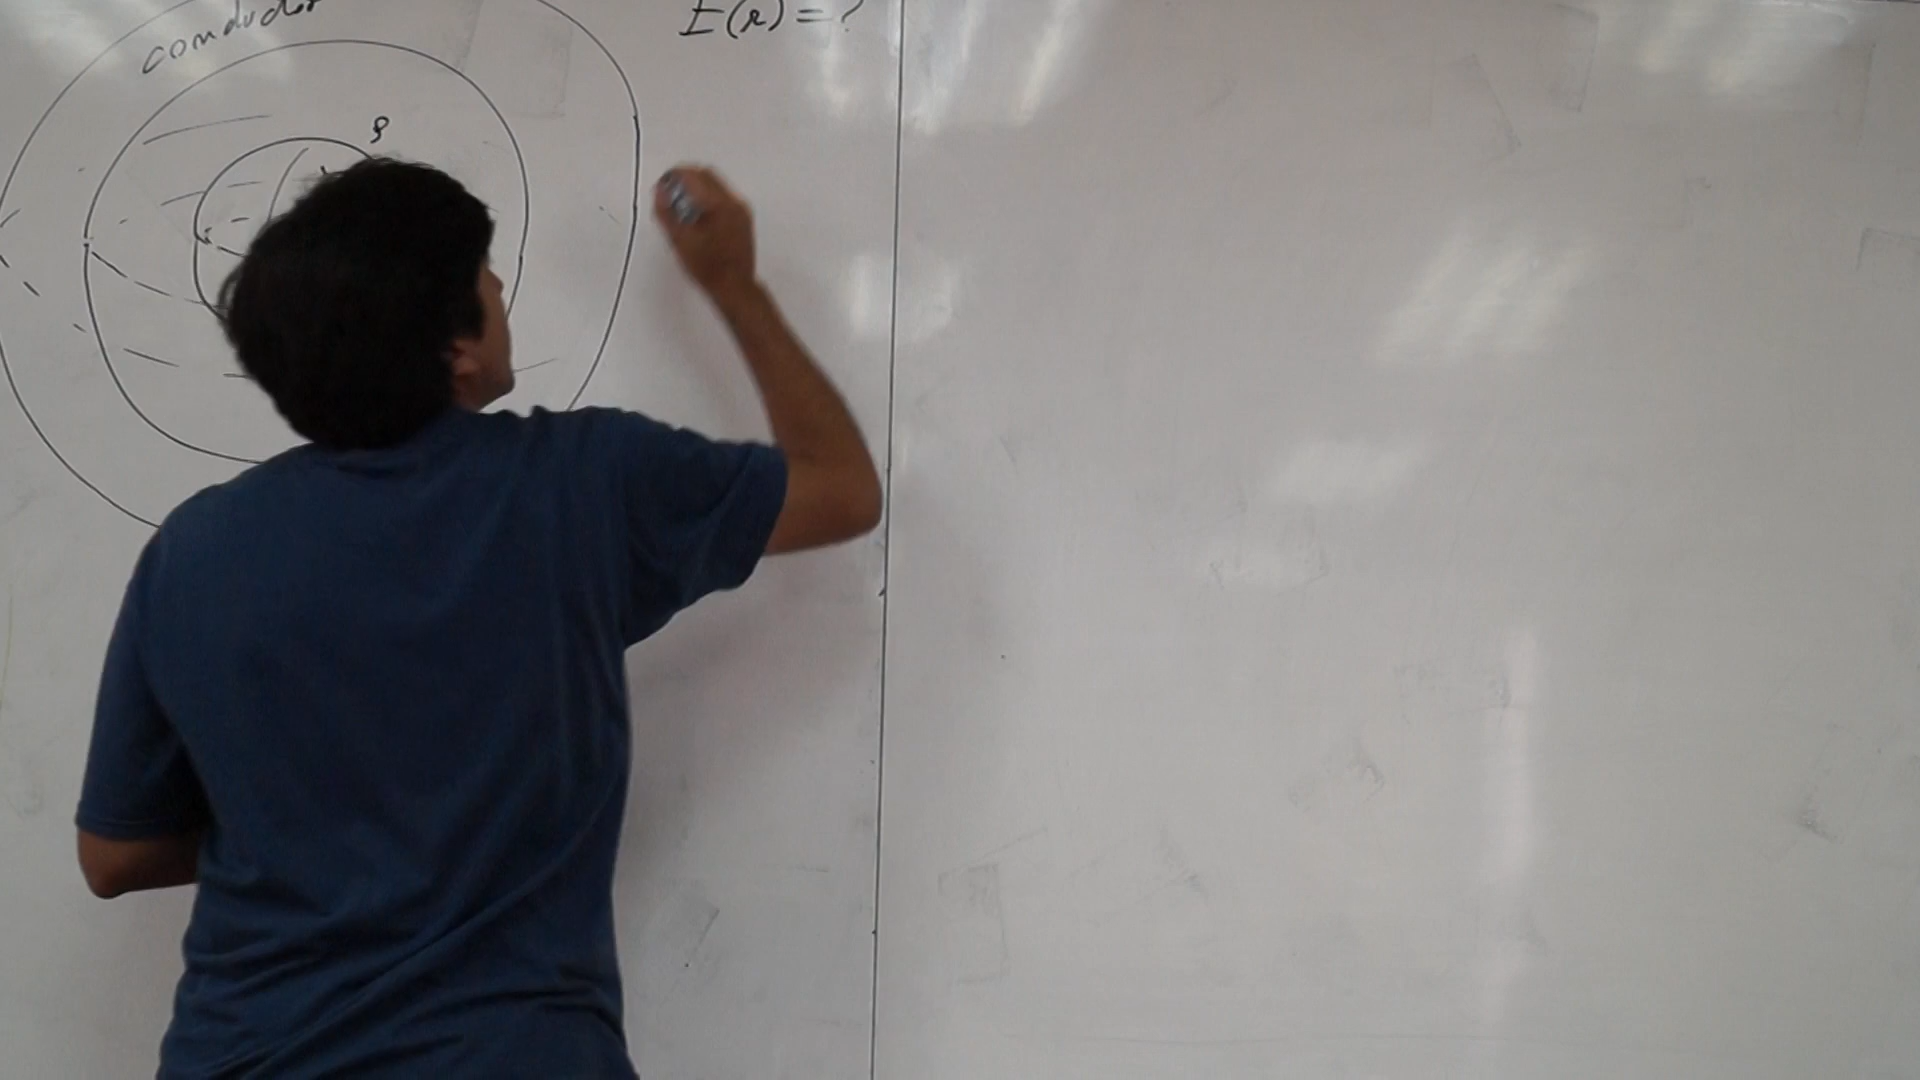 conductor
E(r) = ?
ρ